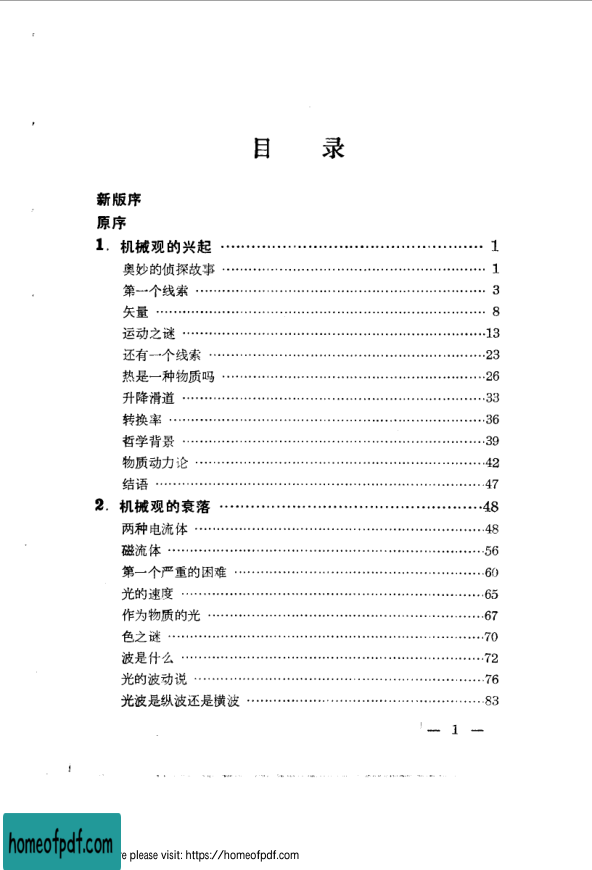 目 录
新版序
原序
1. 机械观的兴起 …… 1
奥妙的侦探故事 …… 1
第一个线索 …… 3
矢量 …… 8
运动之谜 …… 13
还有一个线索 …… 23
热是一种物质吗 …… 26
升降滑道 …… 33
转换率 …… 36
哲学背景 …… 39
物质动力论 …… 42
结语 …… 47
2. 机械观的衰落 …… 48
两种电流体 …… 48
磁流体 …… 56
第一个严重的困难 …… 60
光的速度 …… 65
作为物质的光 …… 67
色之谜 …… 70
波是什么 …… 72
光的波动说 …… 76
光波是纵波还是横波 …… 83
— 1 —
homeofpdf.com
e please visit: https://homeofpdf.com